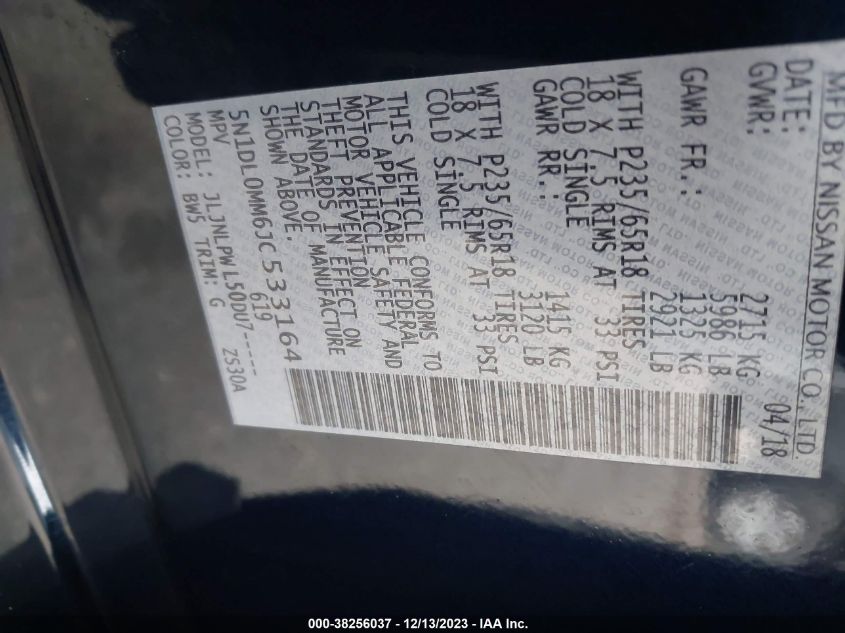 MFD BY NISSAN MOTOR CO., LTD
DATE: 04/18
GVWR: 2715 KG
5986 LB
GAWR FR.: 1325 KG
2921 LB
WITH P235/65R18 TIRES
18 X 7.5 RIMS AT 33 PSI
COLD SINGLE
GAWR RR.: 1415 KG
3120 LB
WITH P235/65R18 TIRES
18 X 7.5 RIMS AT 33 PSI
COLD SINGLE
THIS VEHICLE CONFORMS TO
ALL APPLICABLE FEDERAL
MOTOR VEHICLE SAFETY AND
THEFT PREVENTION
STANDARDS IN EFFECT ON
THE DATE OF MANUFACTURE
SHOWN ABOVE.
5N1DL0MM6JC533164
MPV 619
MODEL: JLJNLPWL50DU7-----
COLOR: BW5 TRIM: G Z530A
000-38256037 - 12/13/2023 - IAA Inc.